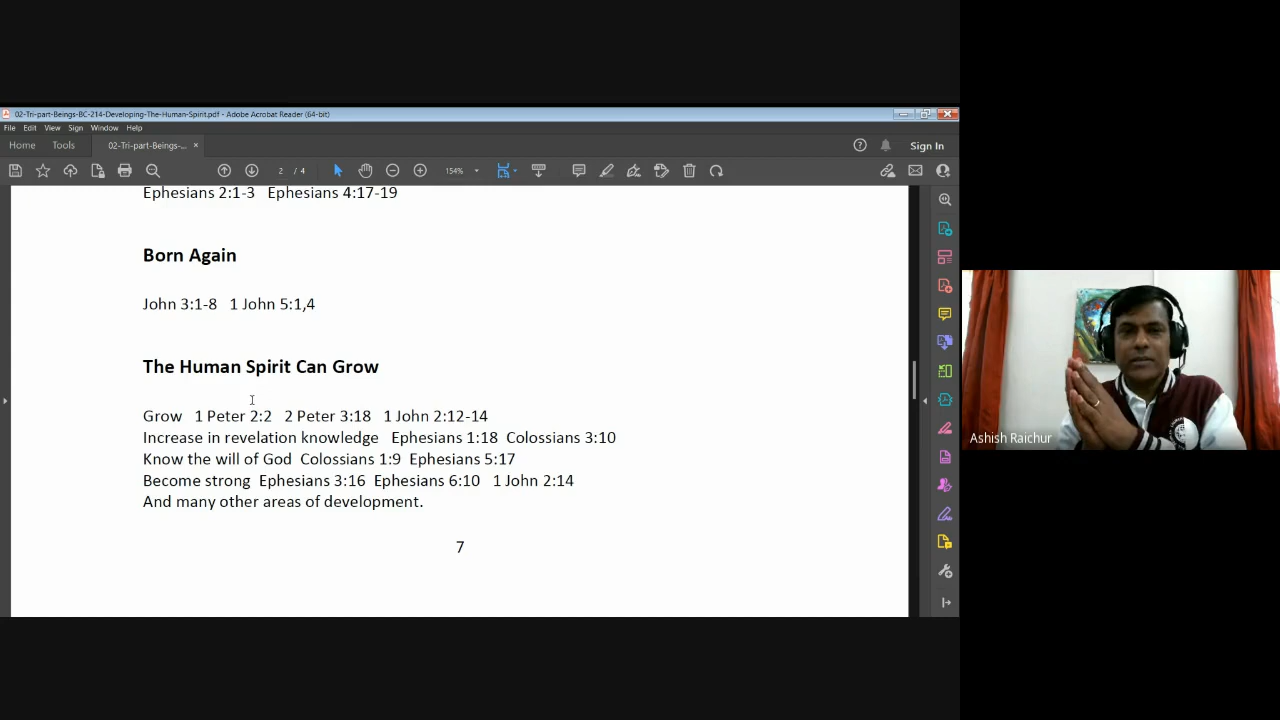 02-Tri-part-Beings-BC-214-Developing-The-Human-Spirit.pdf - Adobe Acrobat Reader (64-bit)
File Edit View Sign Window Help
Home Tools 02-Tri-part-Beings-... × Sign In
2 / 4 154%
Ephesians 2:1-3 Ephesians 4:17-19
Born Again
John 3:1-8 1 John 5:1,4
The Human Spirit Can Grow
Grow 1 Peter 2:2 2 Peter 3:18 1 John 2:12-14
Increase in revelation knowledge Ephesians 1:18 Colossians 3:10
Know the will of God Colossians 1:9 Ephesians 5:17
Become strong Ephesians 3:16 Ephesians 6:10 1 John 2:14
And many other areas of development.
7
Ashish Raichur